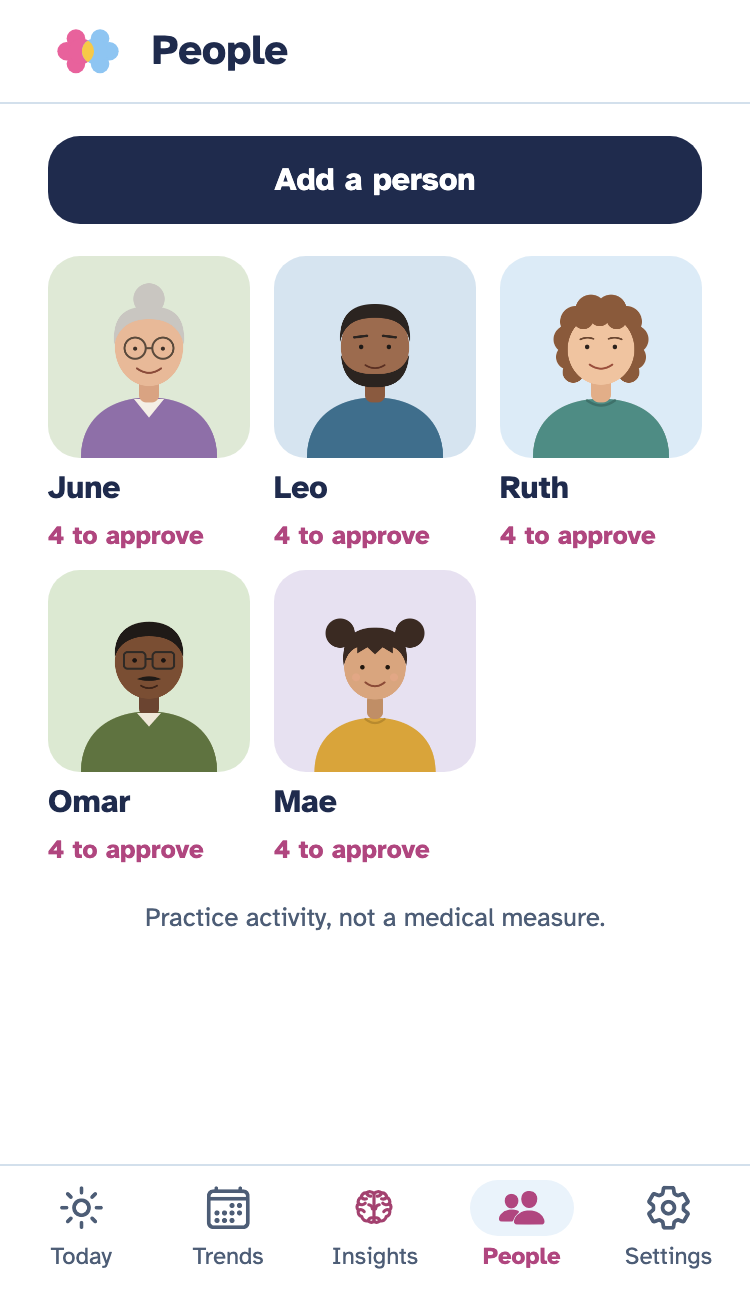 People
Add a person
June
Leo
Ruth
4 to approve
4 to approve
4 to approve
Omar
Mae
4 to approve
4 to approve
Practice activity, not a medical measure.
Today
Trends
Insights
People
Settings